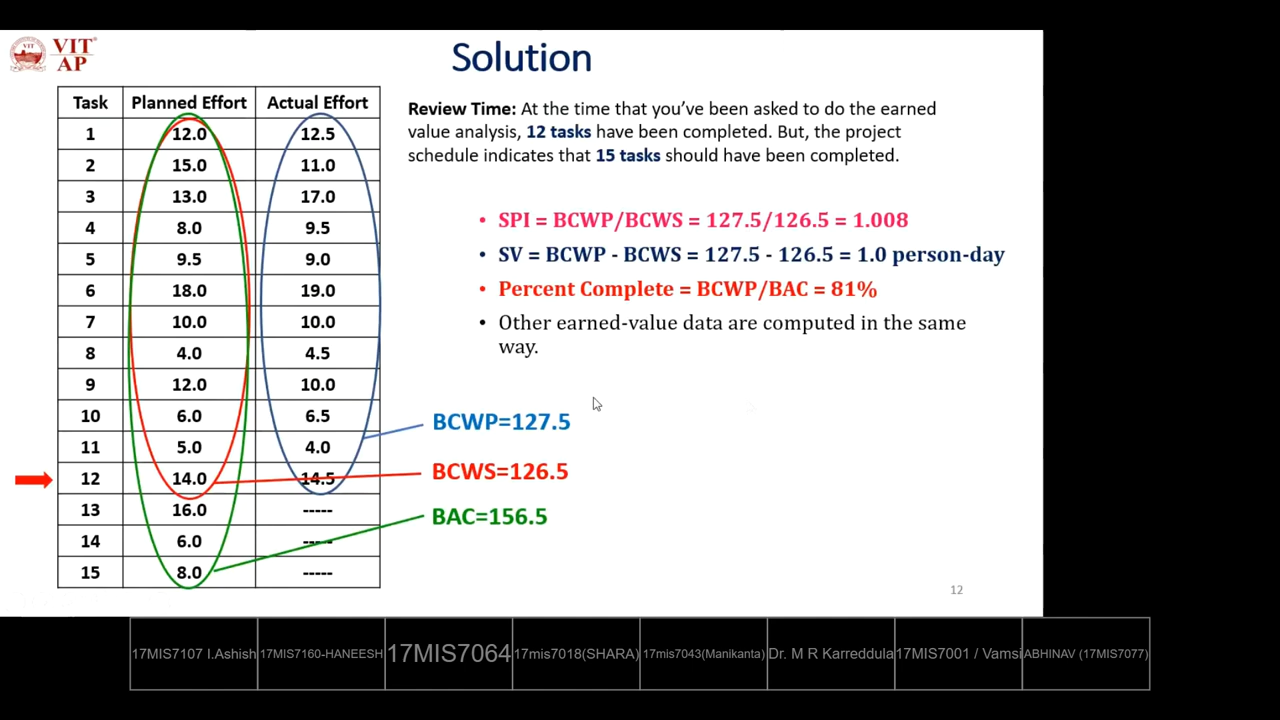 VIT
AP
Solution
Task Planned Effort Actual Effort
1 12.0 12.5
2 15.0 11.0
3 13.0 17.0
4 8.0 9.5
5 9.5 9.0
6 18.0 19.0
7 10.0 10.0
8 4.0 4.5
9 12.0 10.0
10 6.0 6.5
11 5.0 4.0
12 14.0 14.5
13 16.0 -----
14 6.0 -----
15 8.0 -----
Review Time: At the time that you’ve been asked to do the earned
value analysis, 12 tasks have been completed. But, the project
schedule indicates that 15 tasks should have been completed.
• SPI = BCWP/BCWS = 127.5/126.5 = 1.008
• SV = BCWP - BCWS = 127.5 - 126.5 = 1.0 person-day
• Percent Complete = BCWP/BAC = 81%
• Other earned-value data are computed in the same
way.
BCWP=127.5
BCWS=126.5
BAC=156.5
12
17MIS7107 I.Ashish 17MIS7160-HANEESH 17MIS7064 17mis7018(SHARA) 17mis7043(Manikanta) Dr. M R Karreddula 17MIS7001 / Vamsi ABHINAV (17MIS7077)